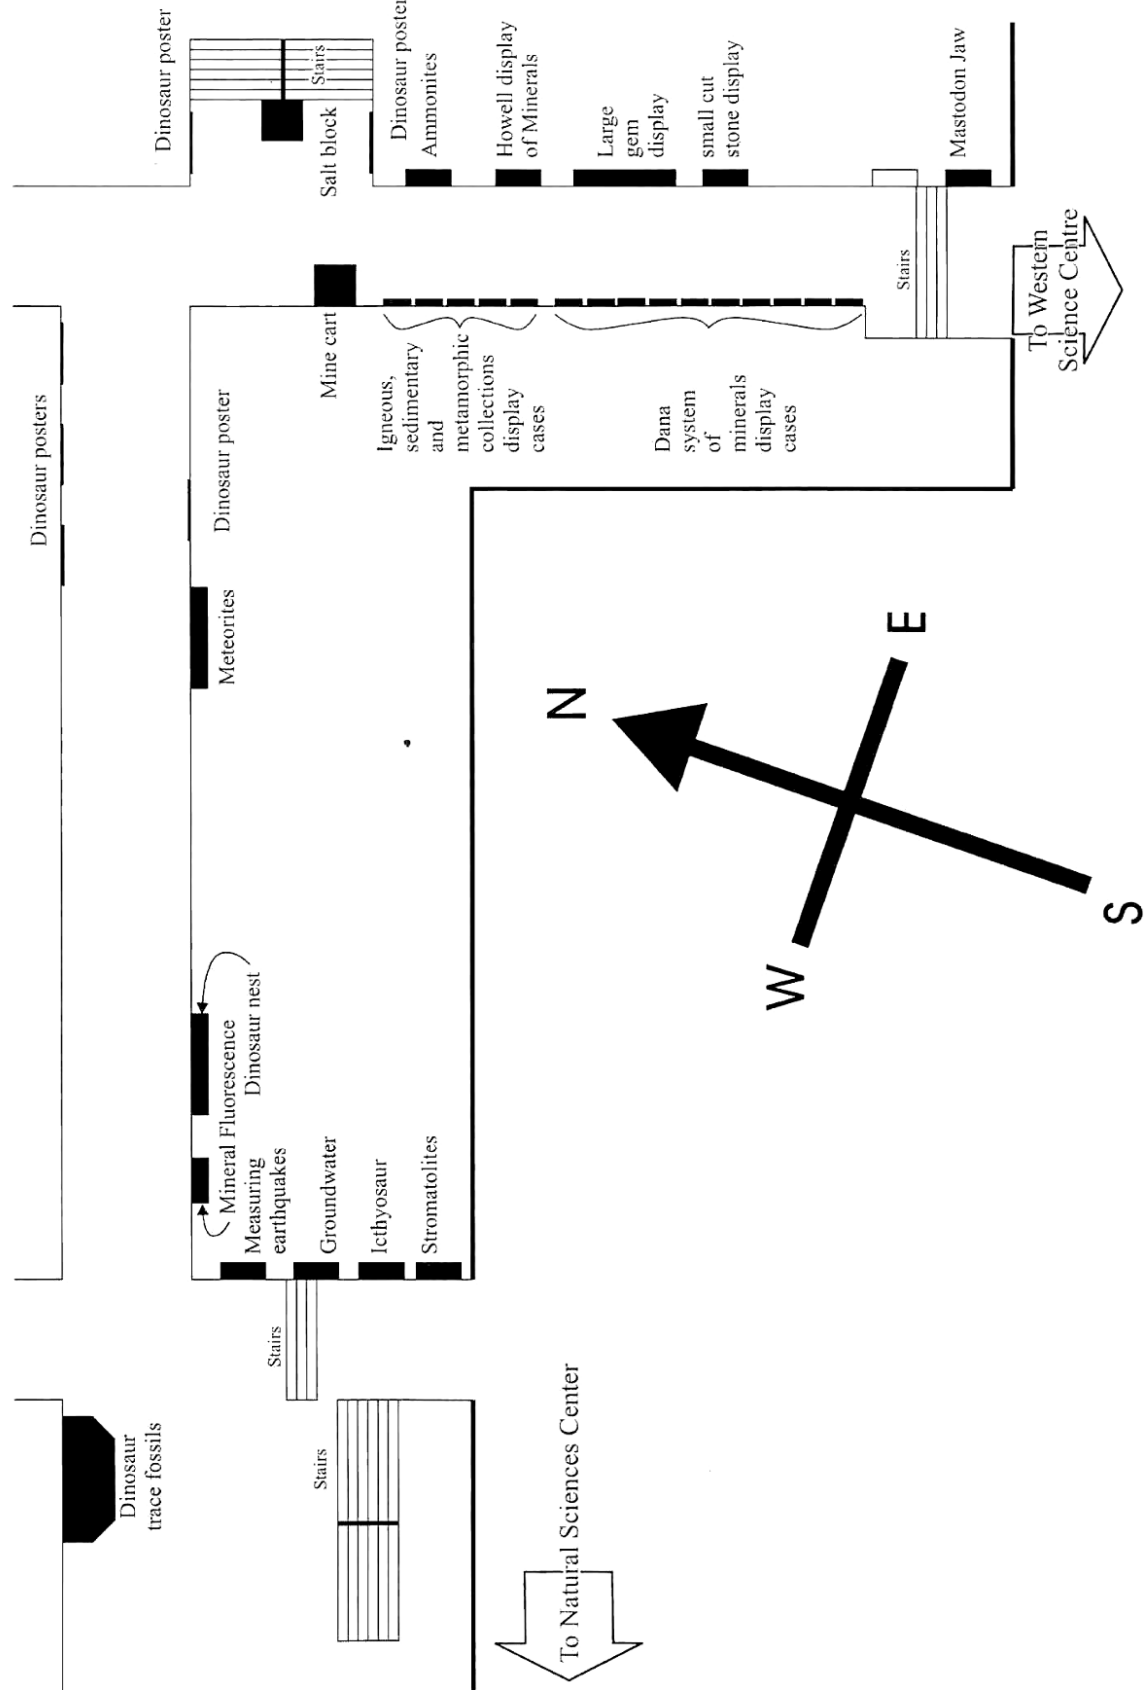 Dinosaur poster
Stairs
Salt block
Dinosaur poster
Ammonites
Howell display
of Minerals
Large
gem
display
small cut
stone display
Mastodon Jaw
Stairs
To Western
Science Centre
Mine cart
Igneous,
sedimentary
and
metamorphic
collections
display
cases
Dana
system
of
minerals
display
cases
Dinosaur posters
Dinosaur poster
Meteorites
N
E
S
W
Dinosaur nest
Mineral Fluorescence
Measuring
earthquakes
Groundwater
Icthyosaur
Stromatolites
Stairs
Stairs
Dinosaur
trace fossils
To Natural Sciences Center